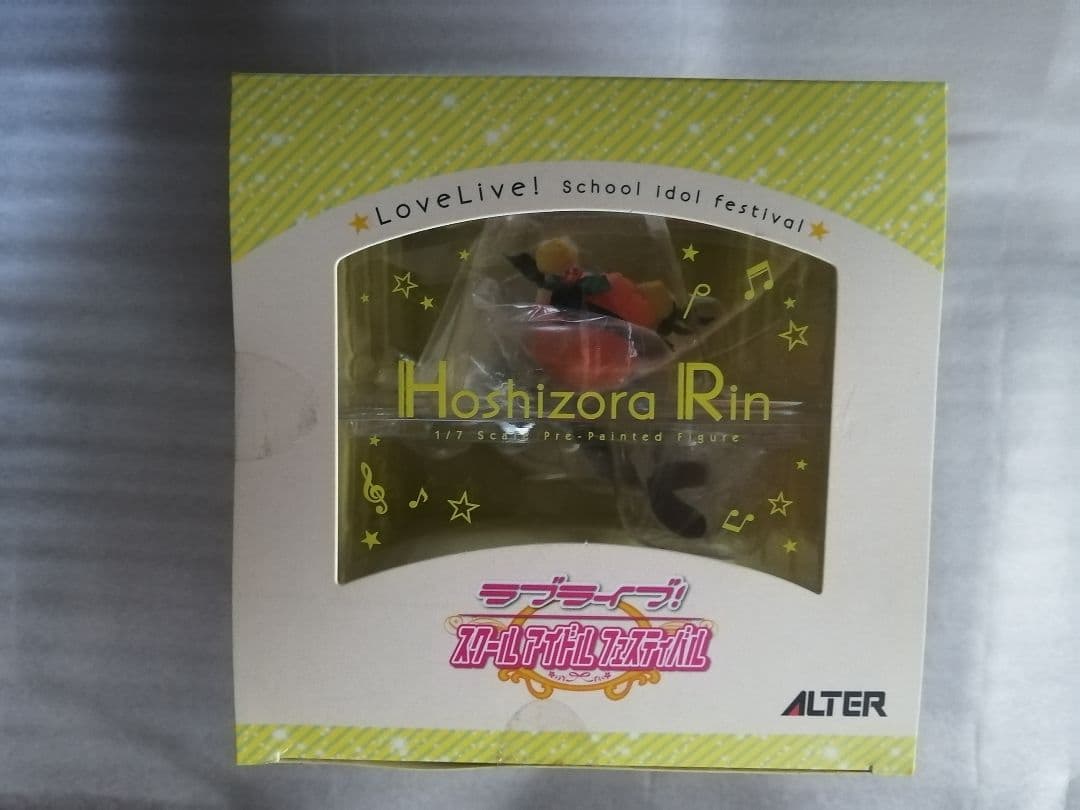 LoveLive! School idol festival
Hoshizora Rin
1/7 Scale Pre-Painted Figure
ラブライブ!
スクールアイドルフェスティバル
ALTER